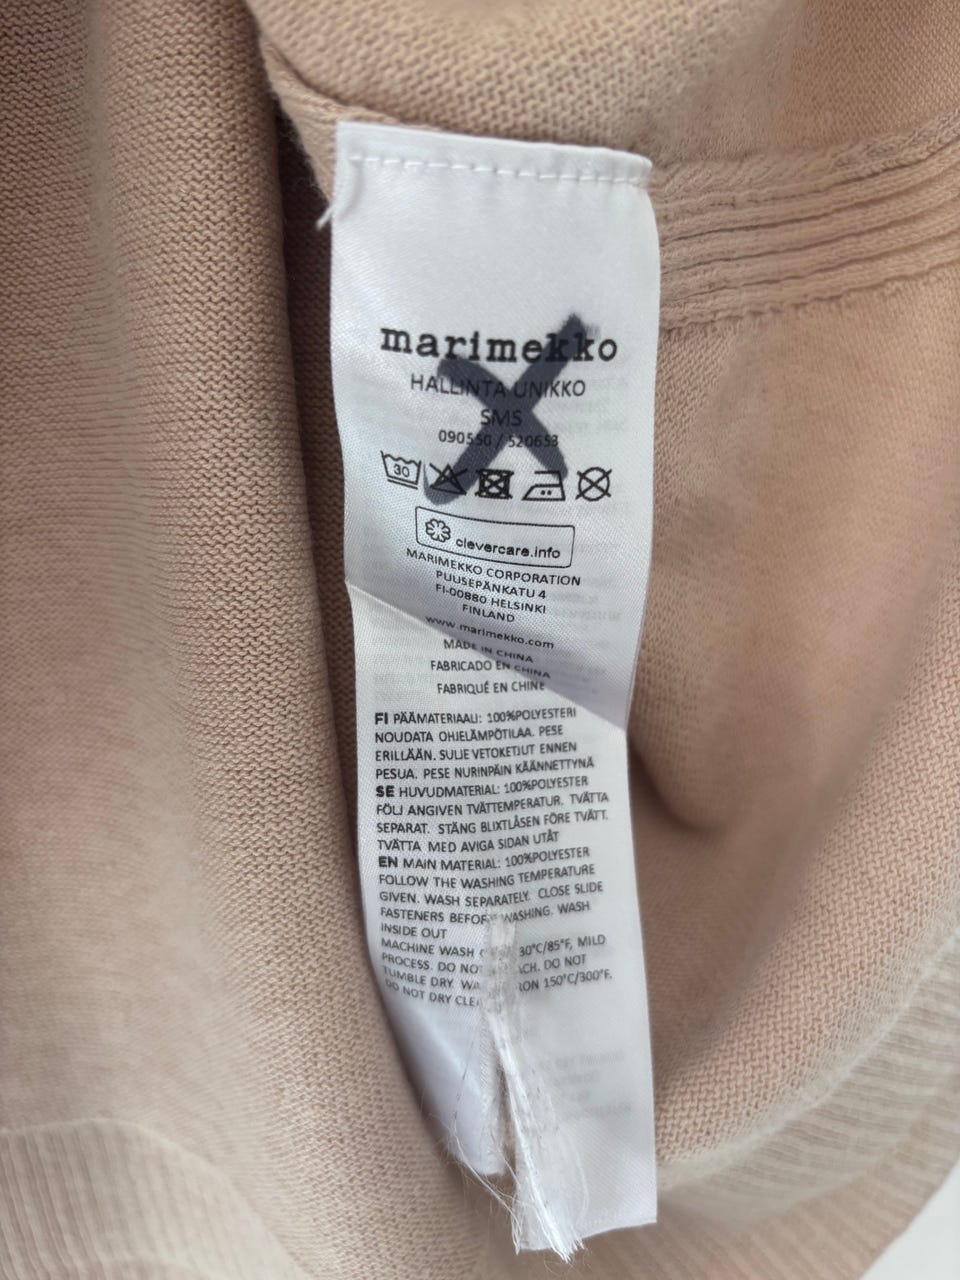 marimekko
HALLINTA UNIKKO
SMS
090550 / 520653
30
clevercare.info
MARIMEKKO CORPORATION
PUUSEPÄNKATU 4
FI-00880 HELSINKI
FINLAND
www.marimekko.com
MADE IN CHINA
FABRICADO EN CHINA
FABRIQUÉ EN CHINE
FI PÄÄMATERIAALI: 100%POLYESTERI
NOUDATA OHJELÄMPÖTILAA. PESE
ERILLÄÄN. SULJE VETOKETJUT ENNEN
PESUA. PESE NURINPÄIN KÄÄNNETTYNÄ
SE HUVUDMATERIAL: 100%POLYESTER
FÖLJ ANGIVEN TVÄTTEMPERATUR. TVÄTTA
SEPARAT. STÄNG BLIXTLÅSEN FÖRE TVÄTT.
TVÄTTA MED AVIGA SIDAN UTÅT
EN MAIN MATERIAL: 100%POLYESTER
FOLLOW THE WASHING TEMPERATURE
GIVEN. WASH SEPARATELY. CLOSE SLIDE
FASTENERS BEFORE WASHING. WASH
INSIDE OUT
MACHINE WASH 30°C/85°F, MILD
PROCESS. DO NOT DO NOT
TUMBLE DRY. 150°C/300°F.
DO NOT DRY